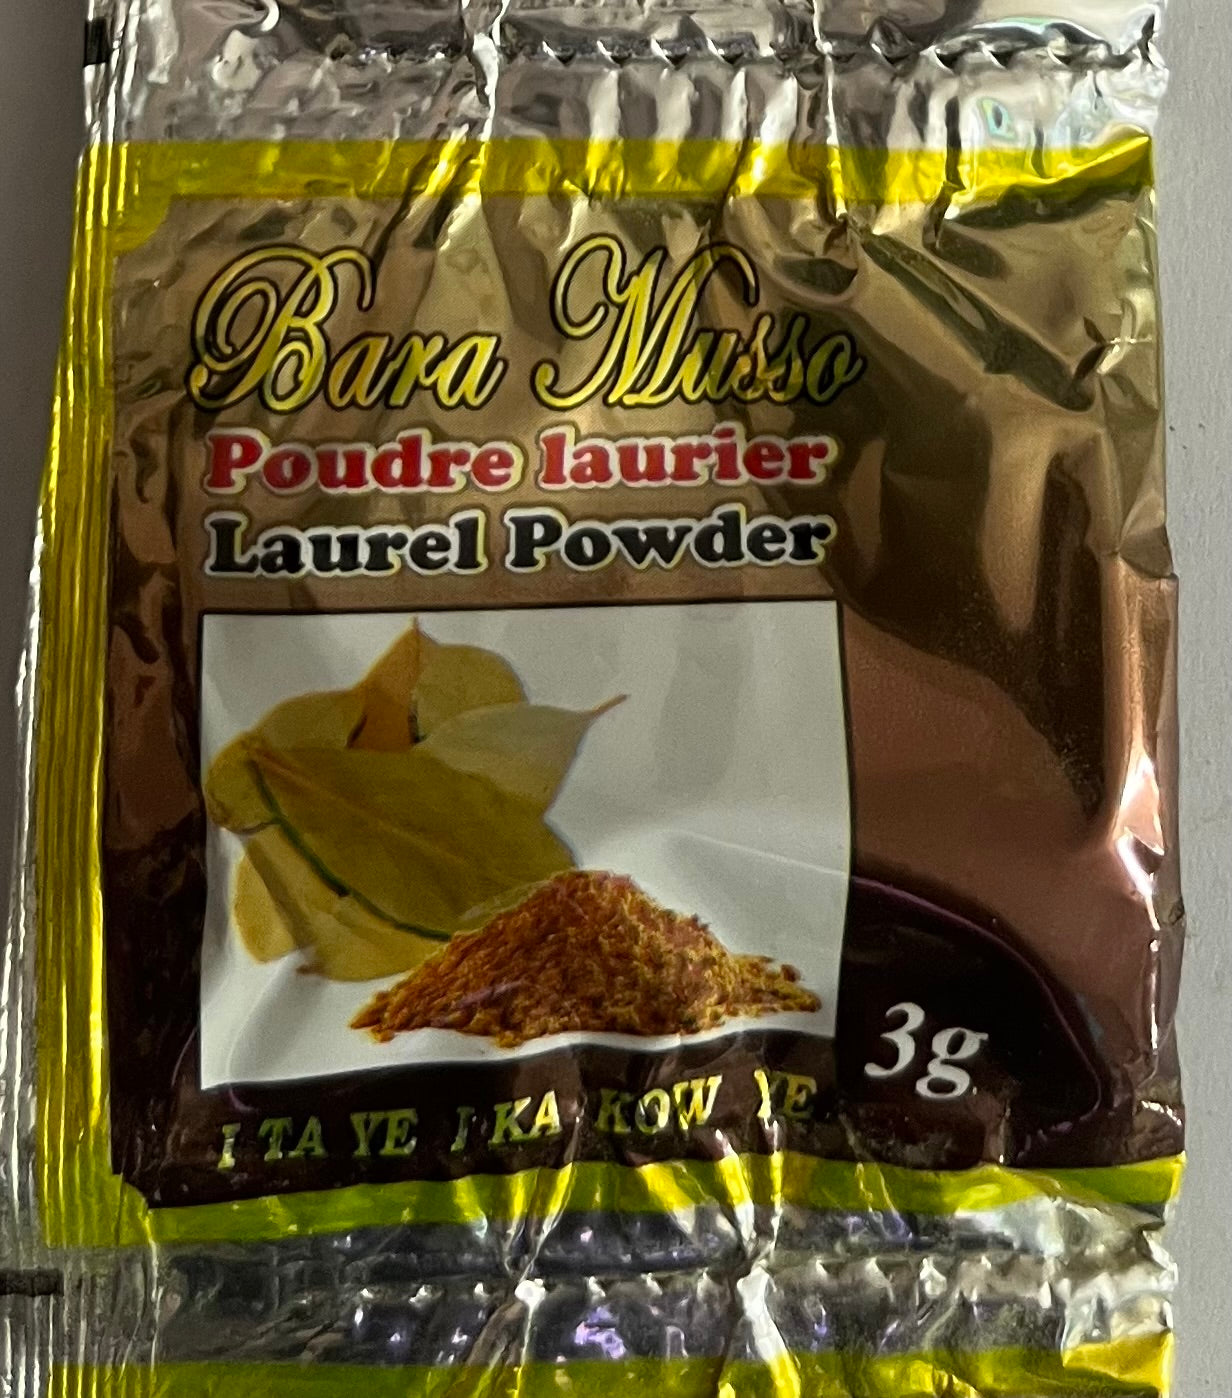 Bara Musso
Poudre laurier
Laurel Powder
3g
I TA YE I KA KOW YE